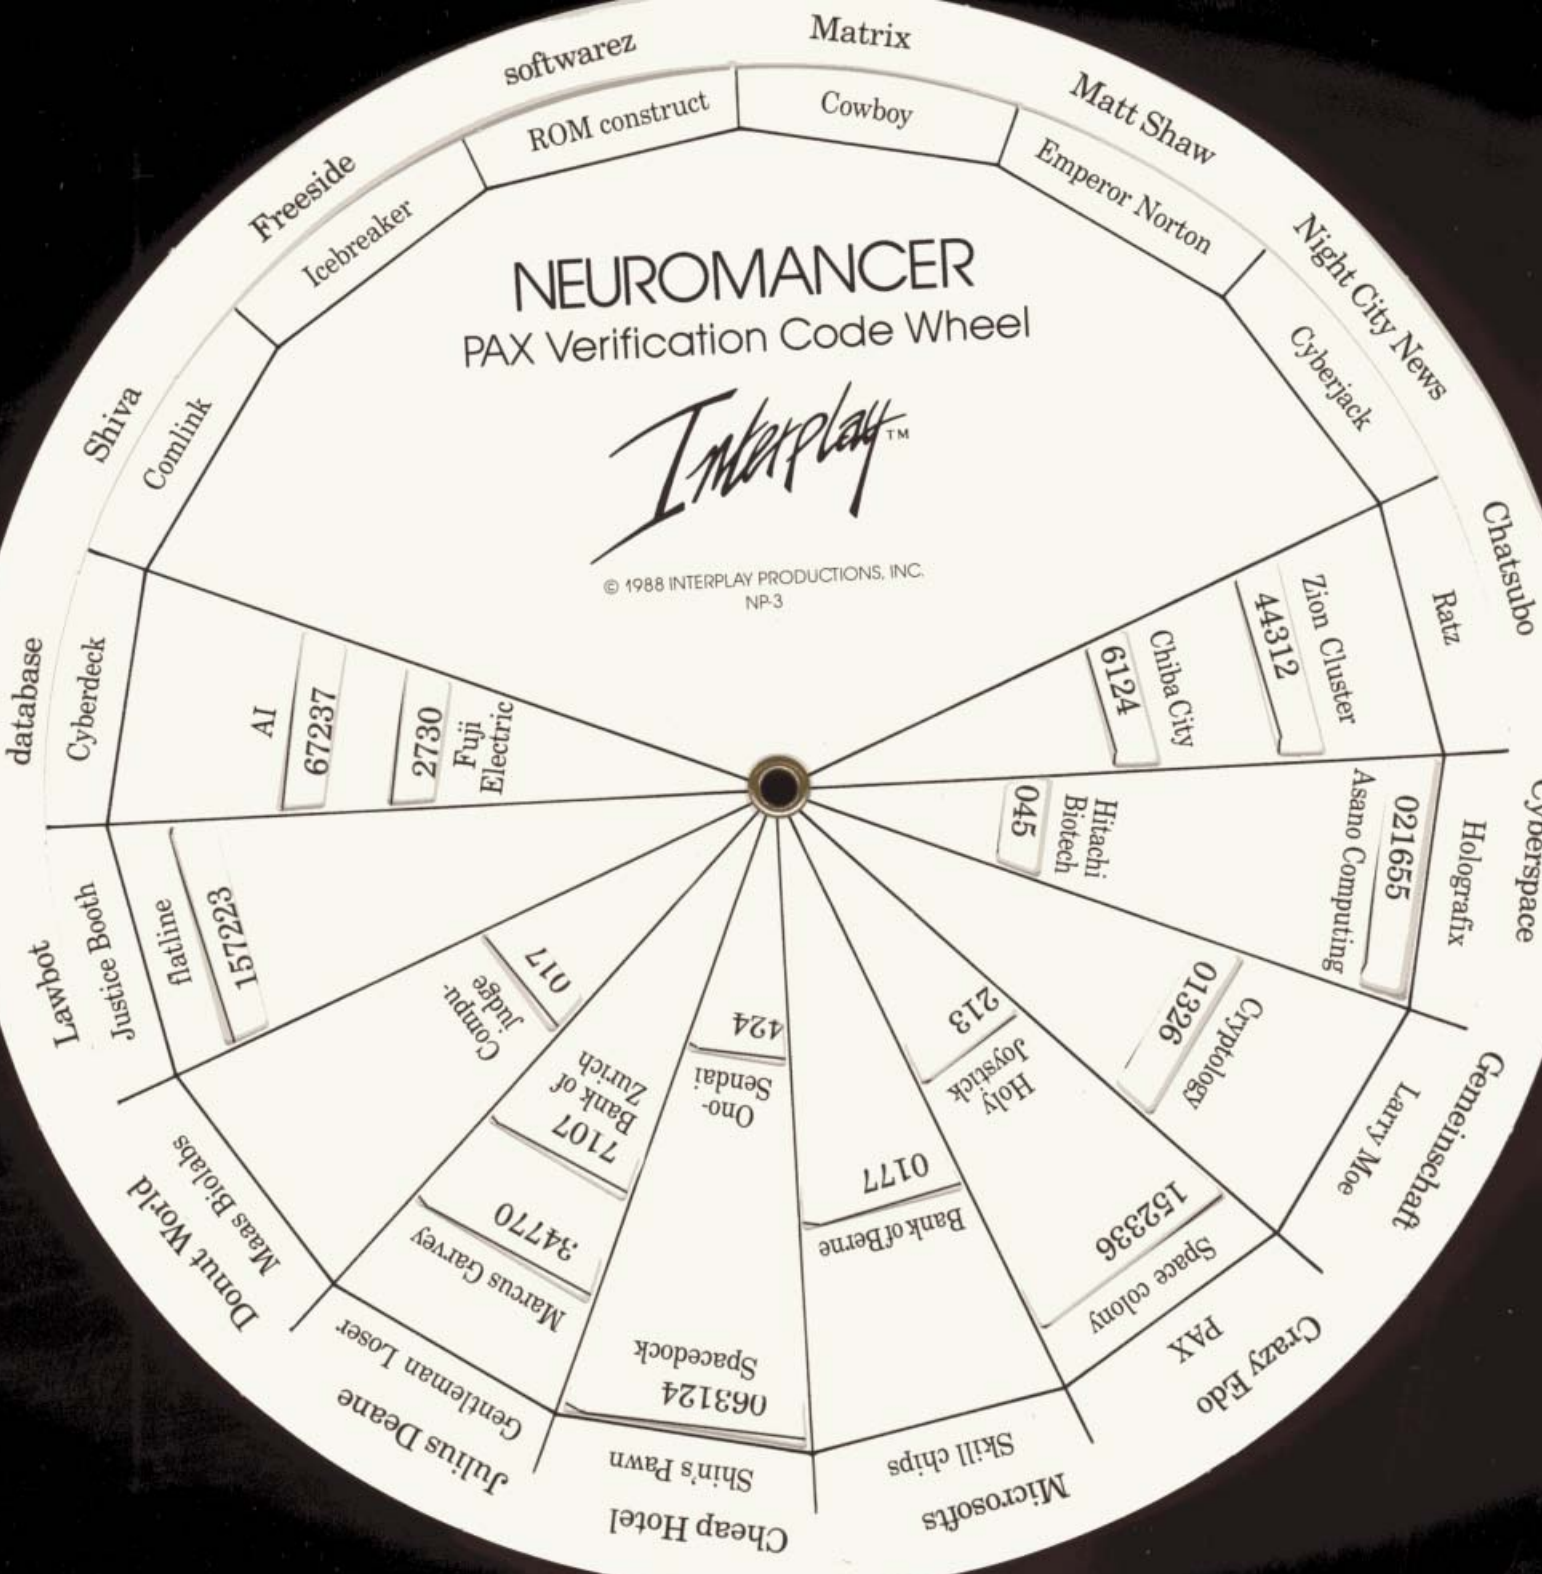 softwarez
Matrix
Matt Shaw
Night City News
Chatsubo
Cyberspace
Gemeinschaft
Crazy Edo
Microsofts
Cheap Hotel
Julius Deane
Donut World
Lawbot
database
Shiva
Freeside
ROM construct
Cowboy
Emperor Norton
Cyberjack
Ratz
Holografix
Larry Moe
PAX
Skill chips
Shin's Pawn
Gentleman Loser
Maas Biolabs
Justice Booth
Cyberdeck
Comlink
Icebreaker
NEUROMANCER
PAX Verification Code Wheel
Interplay™
© 1988 INTERPLAY PRODUCTIONS, INC.
NP-3
Zion Cluster
44312
Chiba City
6124
Hitachi
Biotech
045
021655
Asano Computing
01326
Cryptology
213
Holy
Joystick
152336
Space colony
0177
Bank of Berne
424
Ono-
Sendai
Spacedock
063124
Bank of
Zurich
7107
34770
Marcus Garvey
017
Compu-
judge
flatline
157223
AI
67237
2730
Fuji
Electric